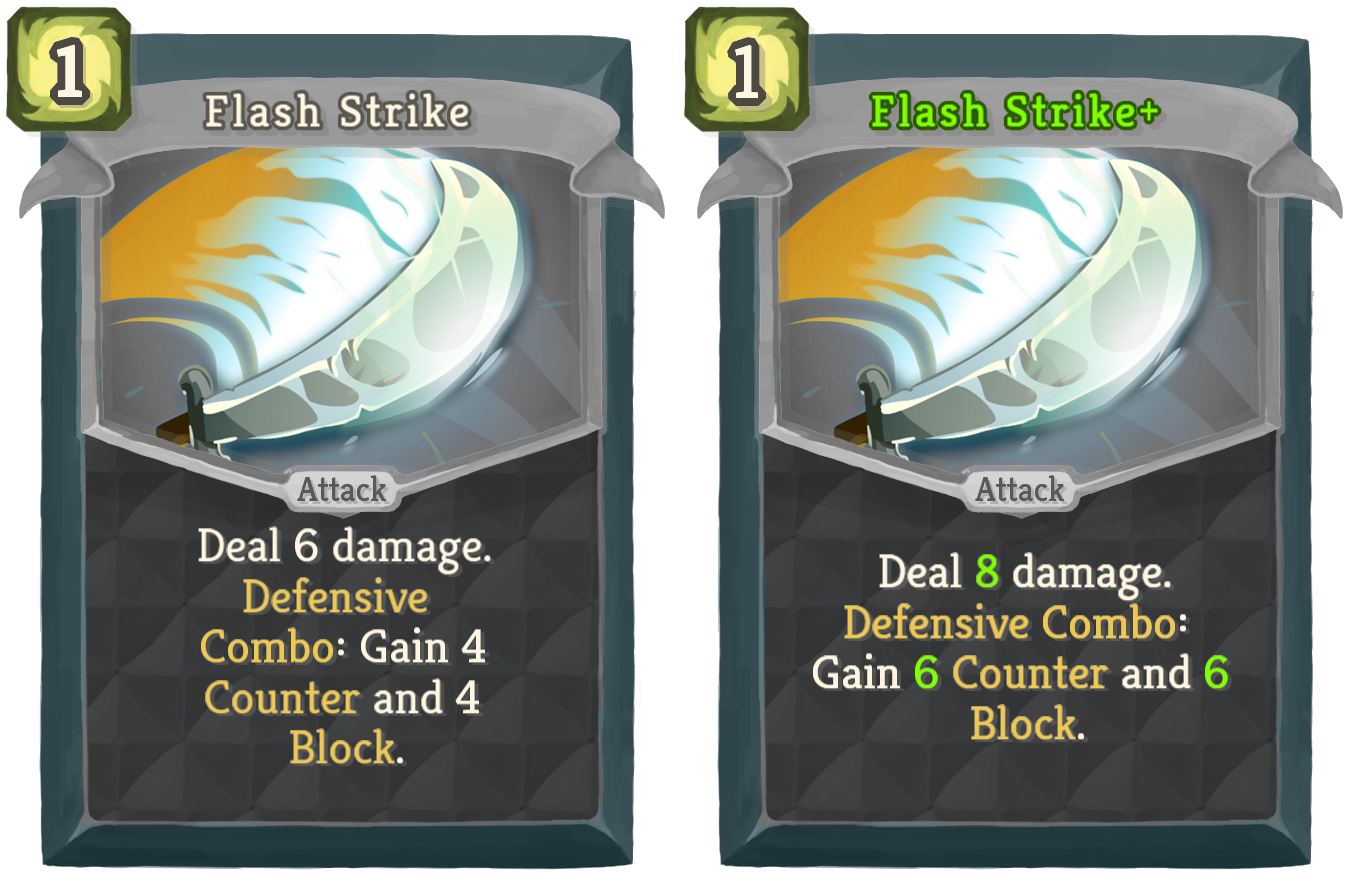 1
Flash Strike
Attack
Deal 6 damage.
Defensive
Combo: Gain 4
Counter and 4
Block.
1
Flash Strike+
Attack
Deal 8 damage.
Defensive Combo:
Gain 6 Counter and 6
Block.